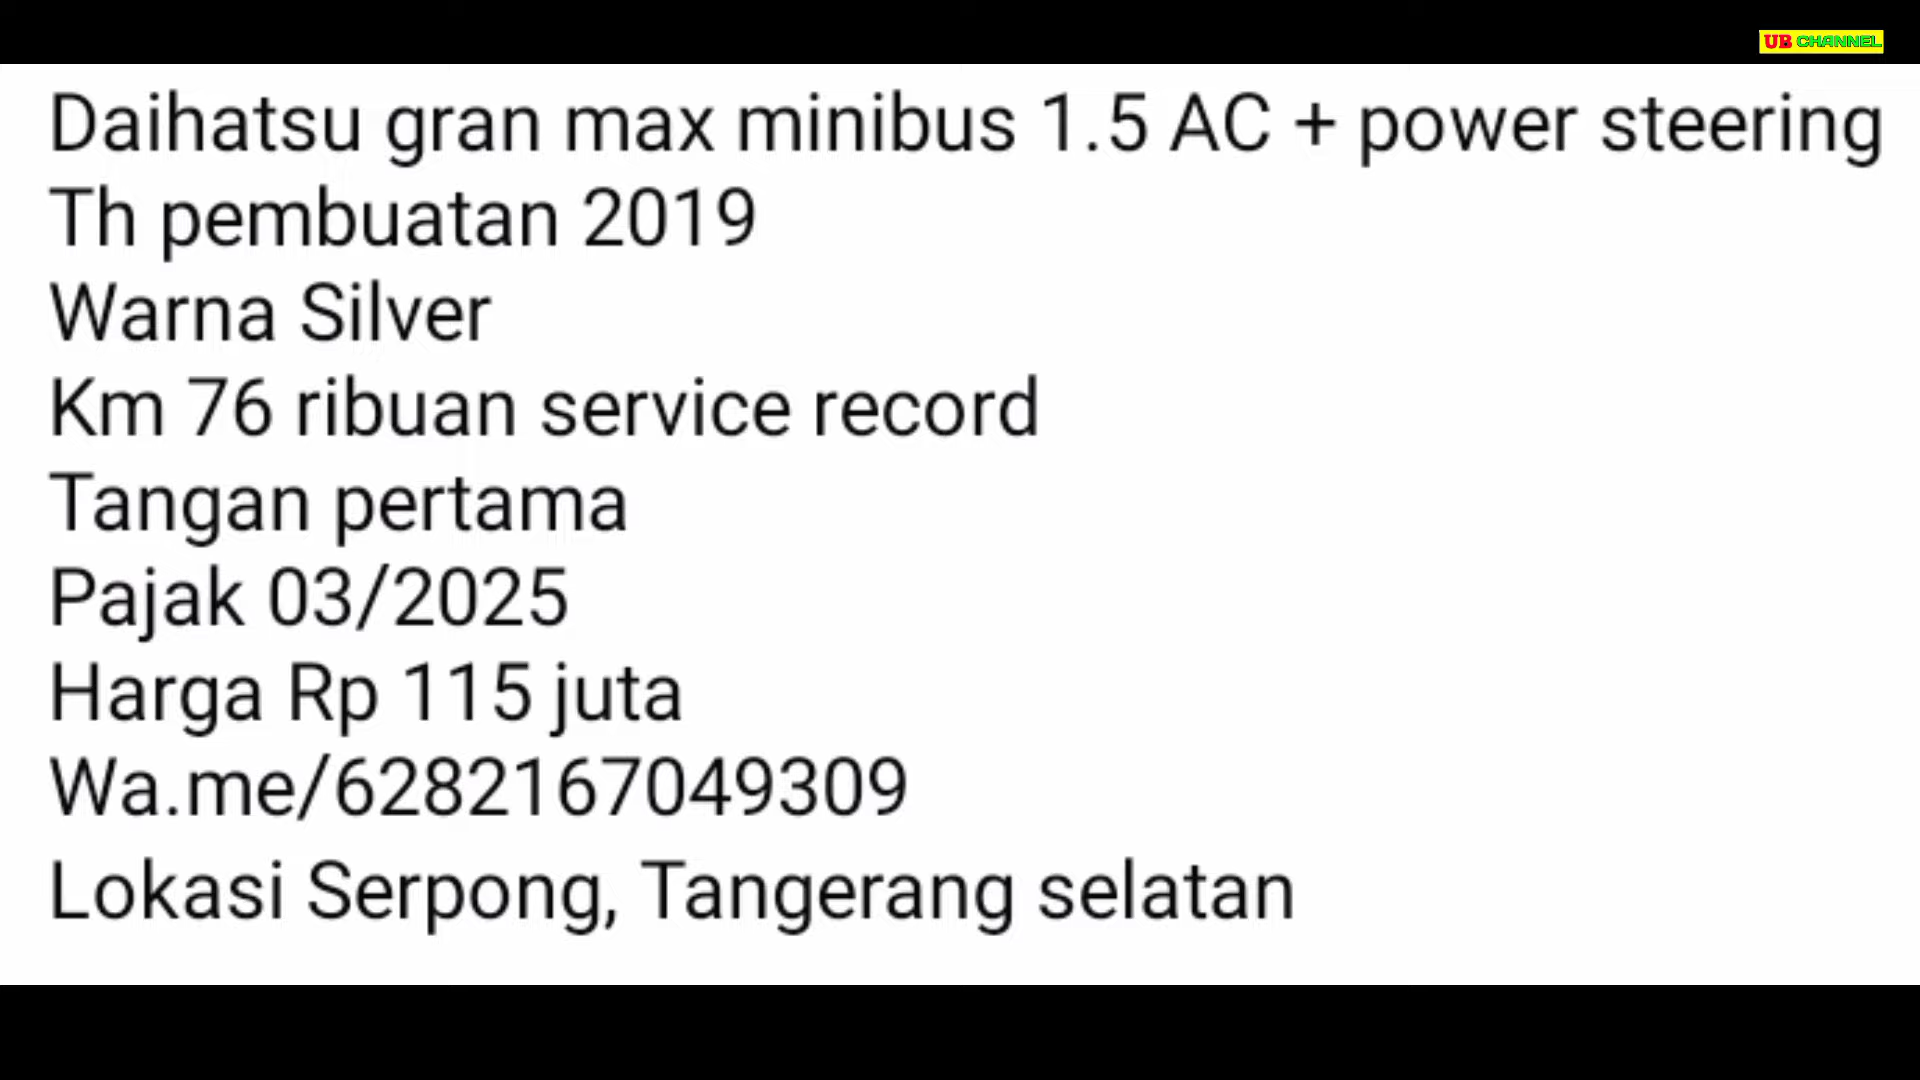 UB CHANNEL
Daihatsu gran max minibus 1.5 AC + power steering
Th pembuatan 2019
Warna Silver
Km 76 ribuan service record
Tangan pertama
Pajak 03/2025
Harga Rp 115 juta
Wa.me/6282167049309
Lokasi Serpong, Tangerang selatan